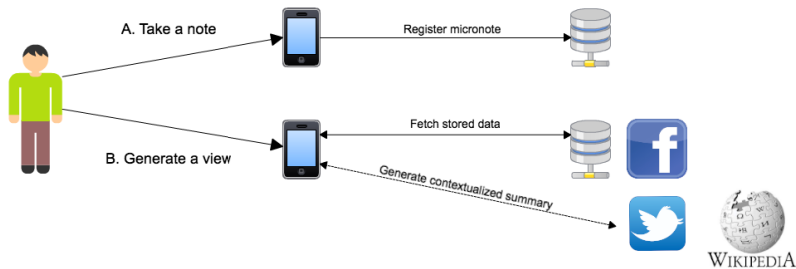 A. Take a note
Register micronote
Fetch stored data
B. Generate a view
Generate contextualized summary
f
WIKIPEDIA